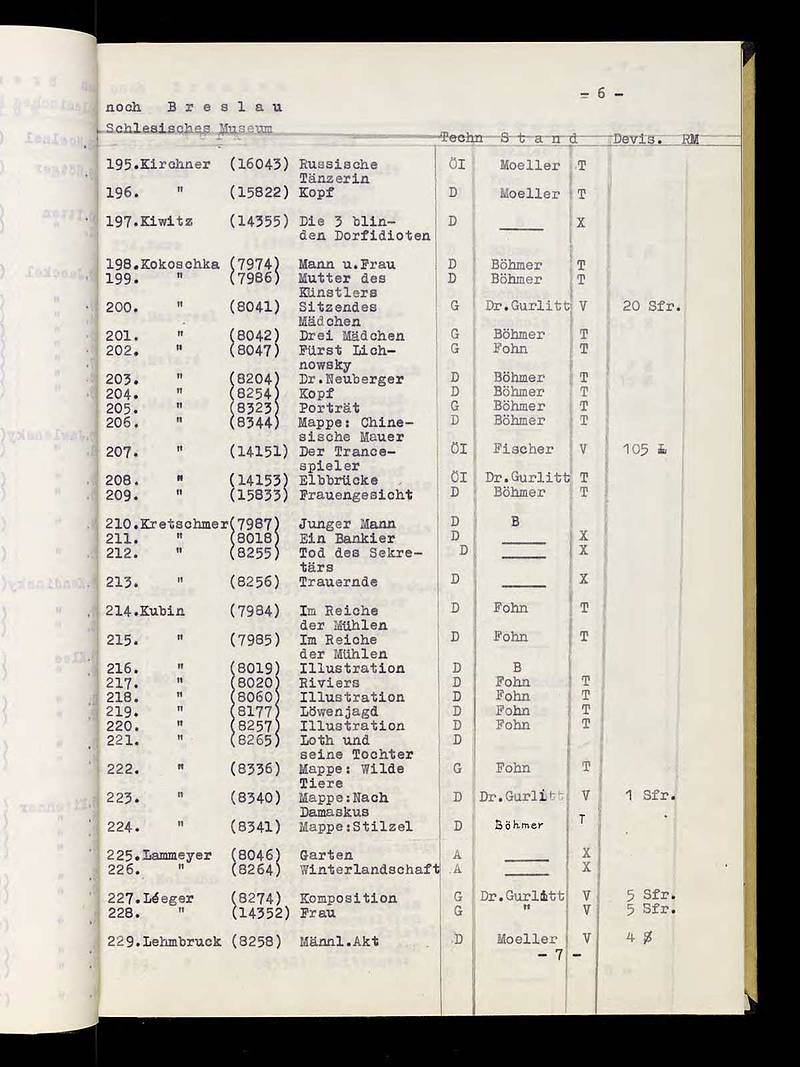 - 6 -
noch B r e s l a u
Schlesisches Museum
Techn S t a n d Devis. RM
195.Kirchner (16043) Russische ÖI Moeller T
Tänzerin
196. " (15822) Kopf D Moeller T
197.Kiwitz (14355) Die 3 blin- D ____ X
den Dorfidioten
198.Kokoschka (7974) Mann u.Frau D Böhmer T
199. " (7986) Mutter des D Böhmer T
Künstlers
200. " (8041) Sitzendes G Dr.Gurlitt V 20 Sfr.
Mädchen
201. " (8042) Drei Mädchen G Böhmer T
202. " (8047) Fürst Lich- G Fohn T
nowsky
203. " (8204) Dr.Neuberger D Böhmer T
204. " (8254) Kopf D Böhmer T
205. " (8323) Porträt G Böhmer T
206. " (8344) Mappe: Chine- D Böhmer T
sische Mauer
207. " (14151) Der Trance- ÖI Fischer V 105 £
spieler
208. " (14153) Elbbrücke ÖI Dr.Gurlitt T
209. " (15833) Frauengesicht D Böhmer T
210.Kretschmer(7987) Junger Mann D B
211. " (8018) Ein Bankier D ____ X
212. " (8255) Tod des Sekre- D ____ X
tärs
213. " (8256) Trauernde D ____ X
214.Kubin (7984) Im Reiche D Fohn T
der Mühlen
215. " (7985) Im Reiche D Fohn T
der Mühlen
216. " (8019) Illustration D B
217. " (8020) Riviers D Fohn T
218. " (8060) Illustration D Fohn T
219. " (8177) Löwenjagd D Fohn T
220. " (8257) Illustration D Fohn T
221. " (8265) Loth und D
seine Tochter
222. " (8336) Mappe: Wilde G Fohn T
Tiere
223. " (8340) Mappe:Nach D Dr.Gurlitt V 1 Sfr.
Damaskus
224. " (8341) Mappe:Stilzel D Böhmer T
225.Lammeyer (8046) Garten A ____ X
226. " (8264) Winterlandschaft A ____ X
227.Léeger (8274) Komposition G Dr.Gurlitt V 5 Sfr.
228. " (14352) Frau G " V 5 Sfr.
229.Lehmbruck (8258) Männl.Akt D Moeller V 4 $
- 7 -